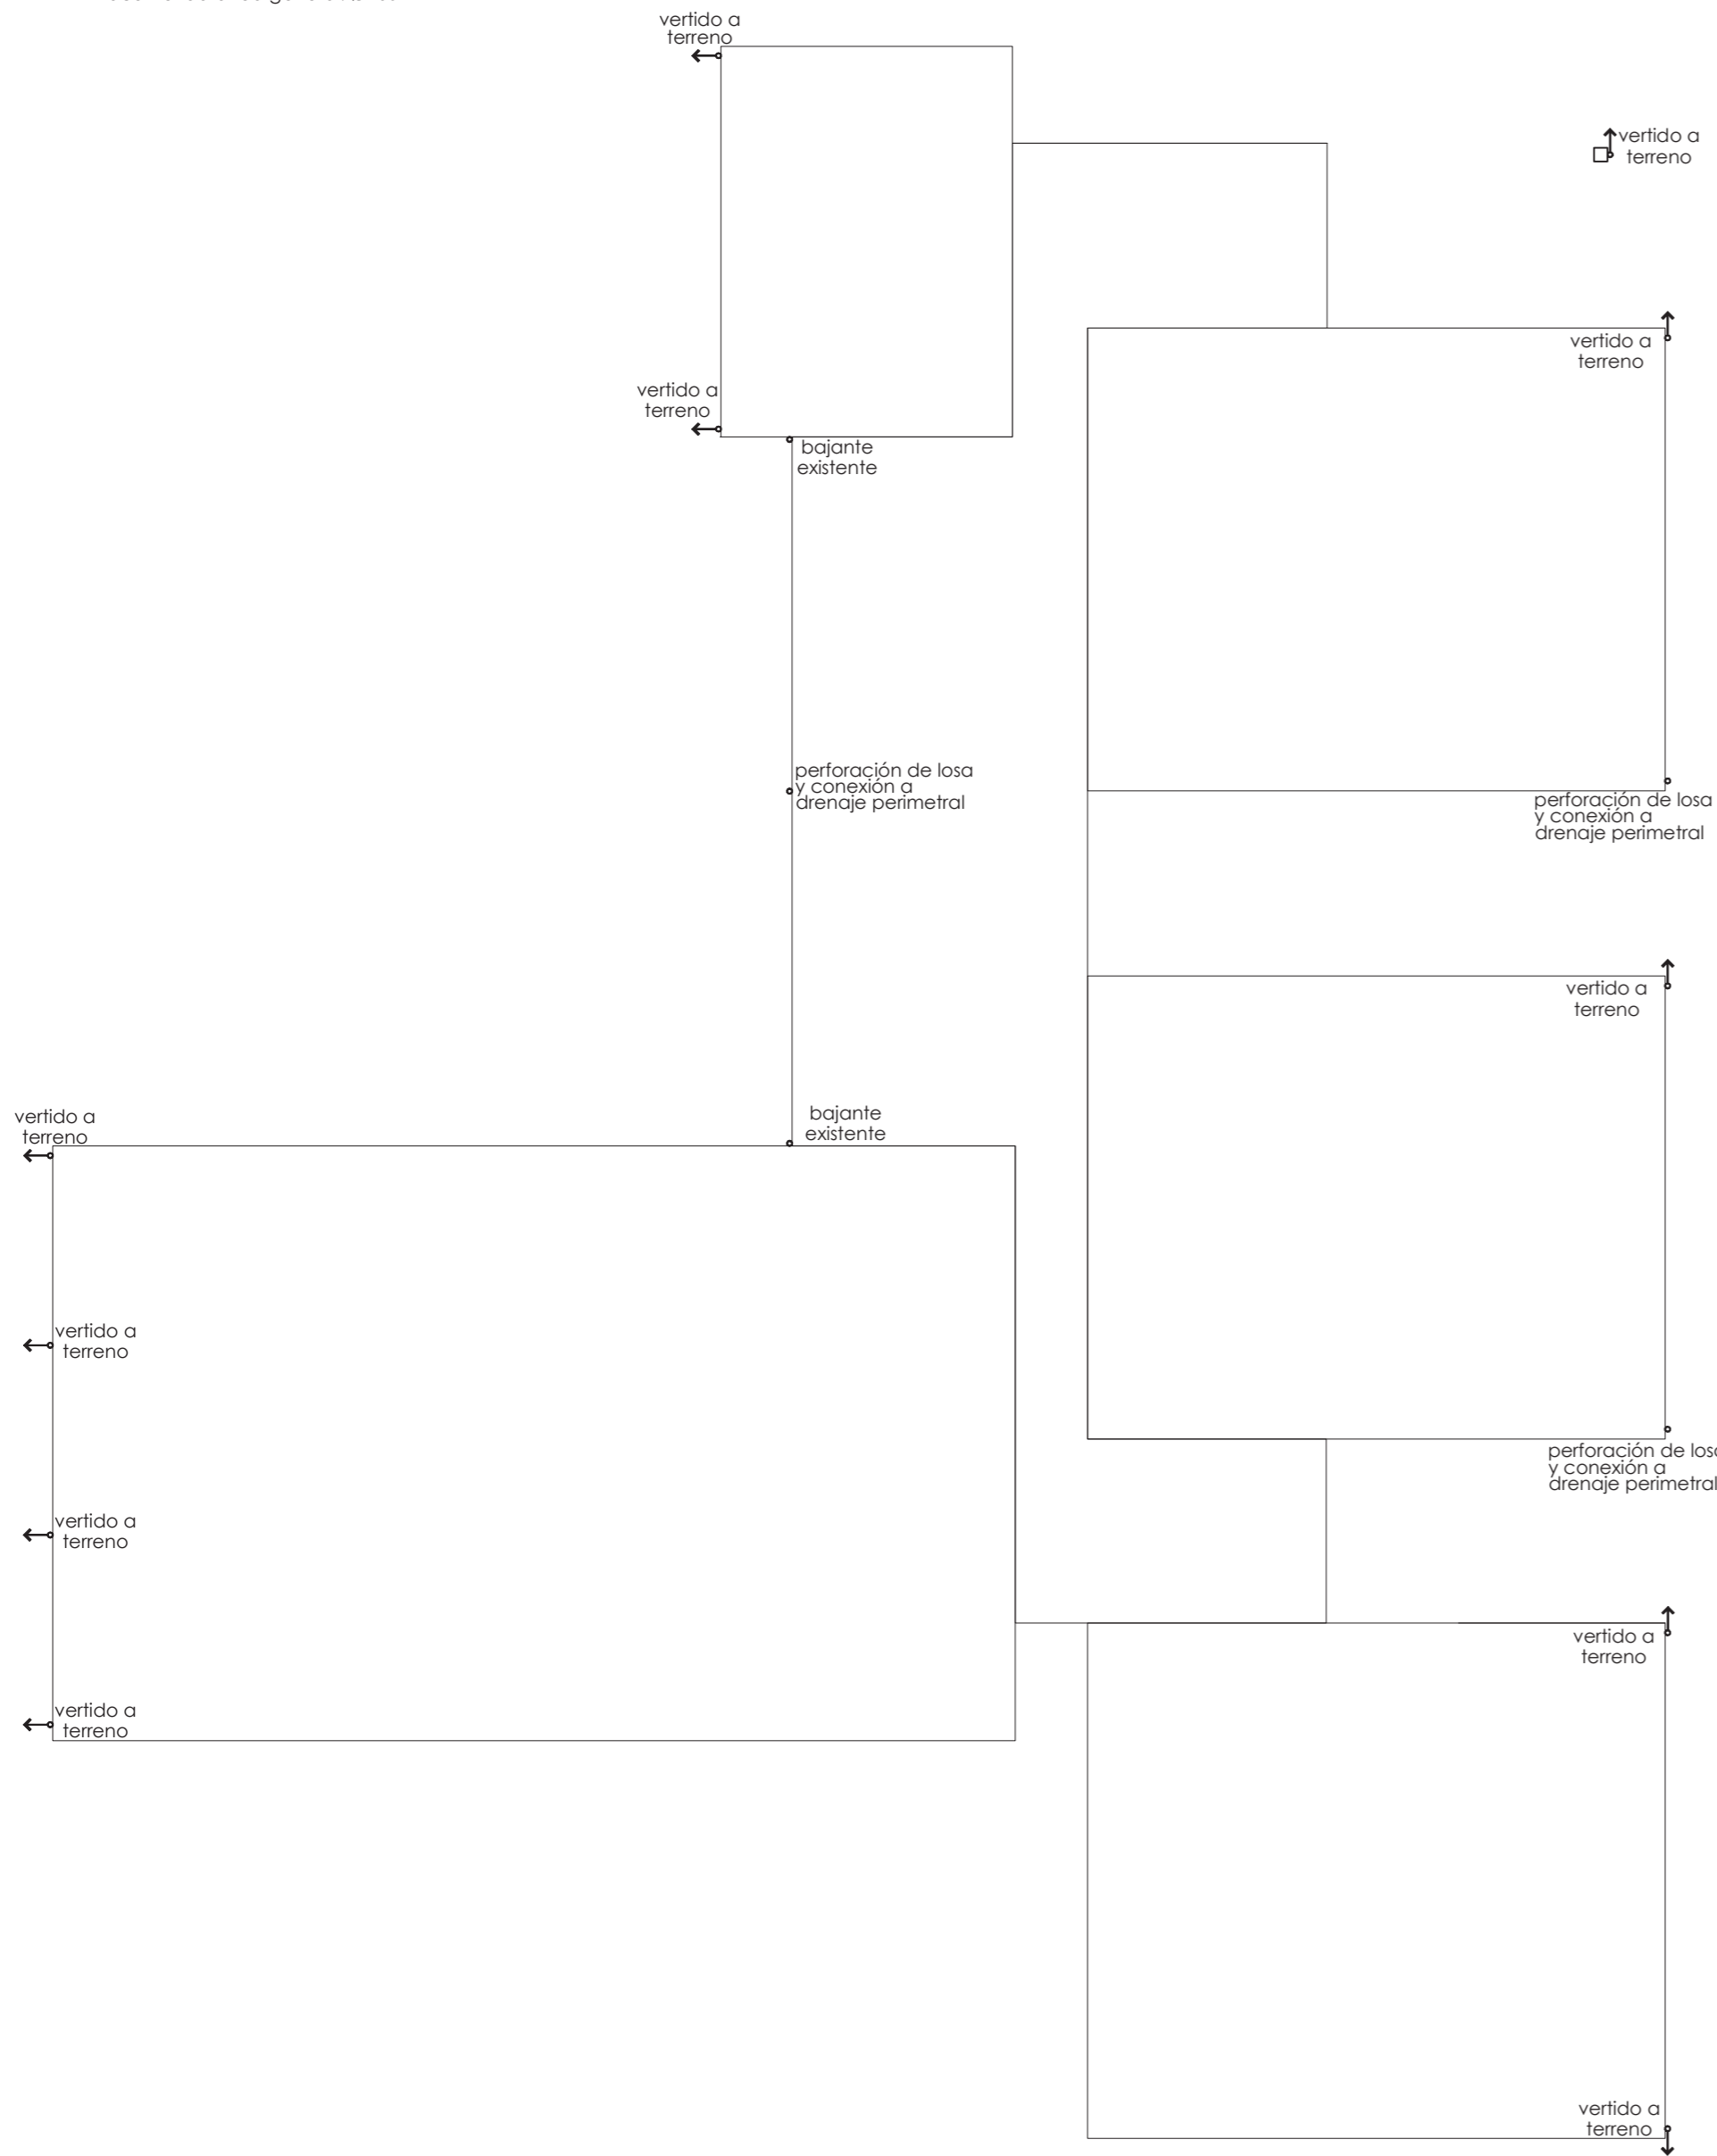 vertido a
terreno
vertido a
terreno
vertido a
terreno
vertido a
terreno
bajante
existente
perforación de losa
y conexión a
drenaje perimetral
perforación de losa
y conexión a
drenaje perimetral
vertido a
terreno
vertido a
terreno
bajante
existente
vertido a
terreno
perforación de
y conexión a
drenaje perimetral
vertido a
terreno
vertido a
terreno
vertido a
terreno
vertido a
terreno